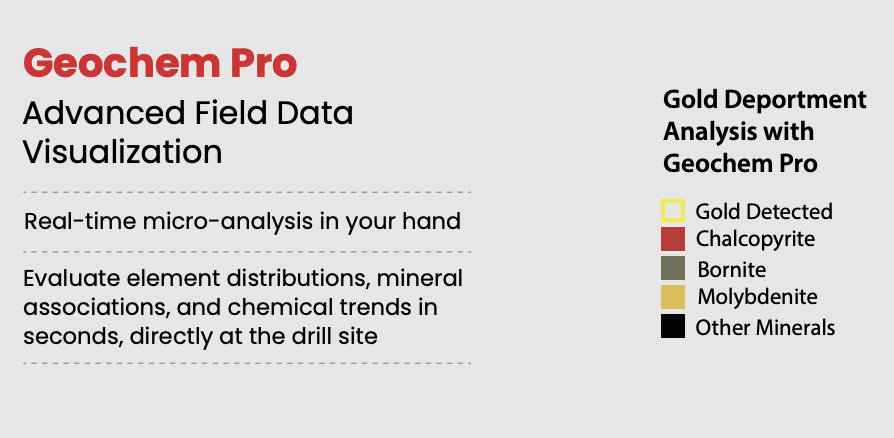 Geochem Pro
Advanced Field Data
Visualization
Real-time micro-analysis in your hand
Evaluate element distributions, mineral
associations, and chemical trends in
seconds, directly at the drill site
Gold Deportment
Analysis with
Geochem Pro
Gold Detected
Chalcopyrite
Bornite
Molybdenite
Other Minerals